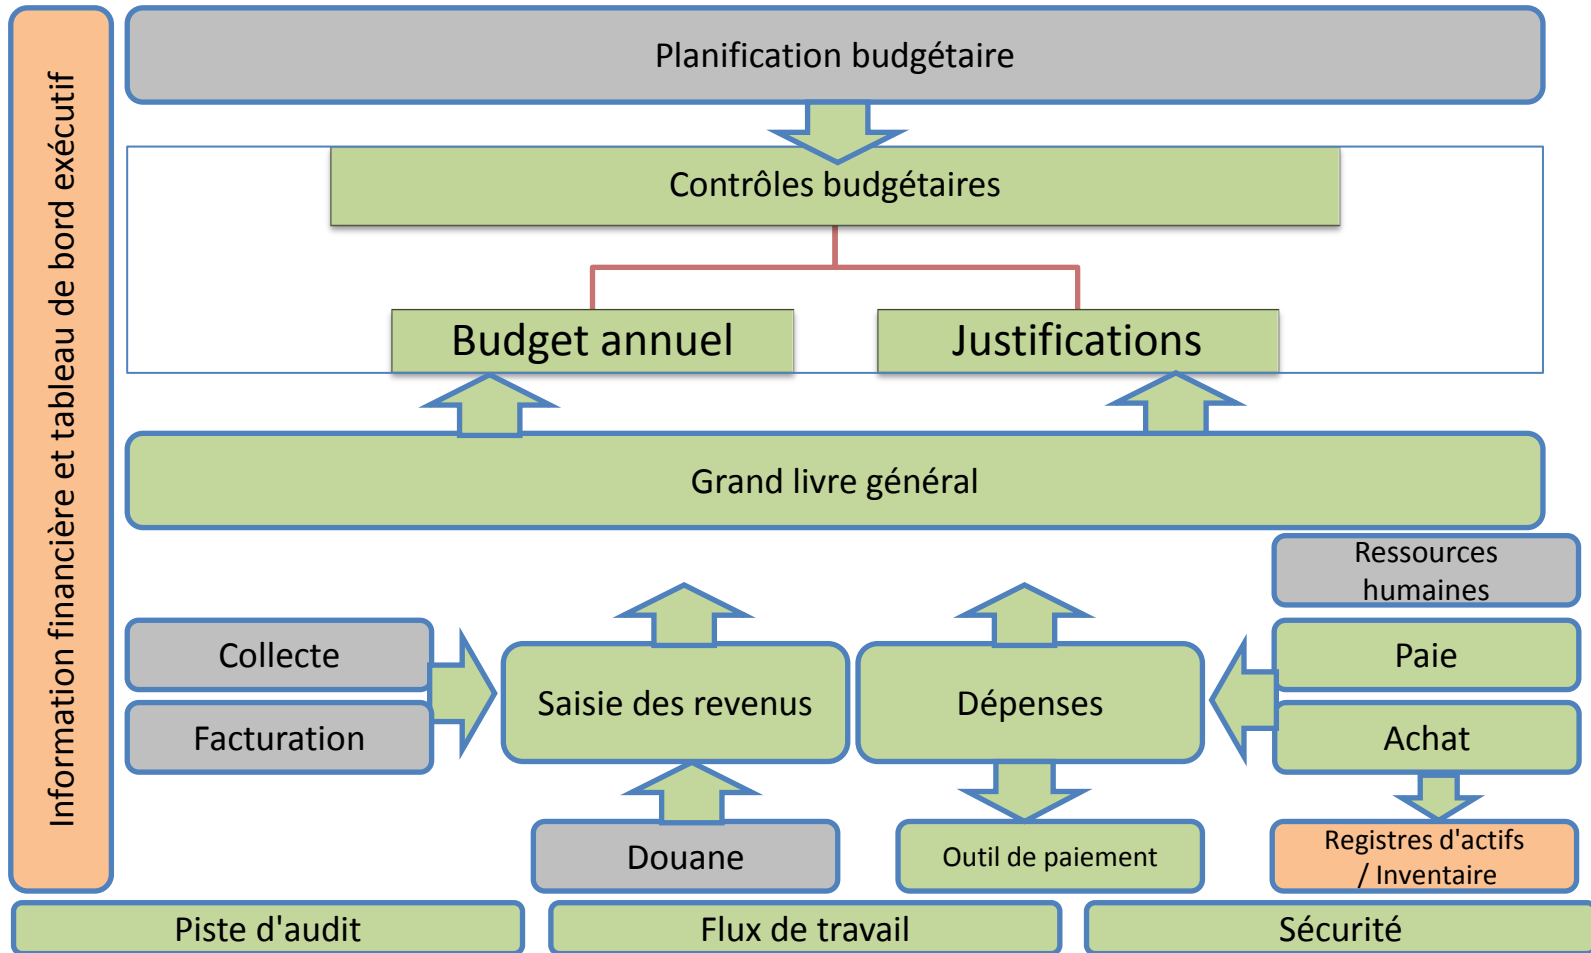 Information financière et tableau de bord exécutif
Planification budgétaire
Contrôles budgétaires
Budget annuel
Justifications
Grand livre général
Ressources
humaines
Collecte
Facturation
Saisie des revenus
Dépenses
Paie
Achat
Douane
Outil de paiement
Registres d'actifs
/ Inventaire
Piste d'audit
Flux de travail
Sécurité